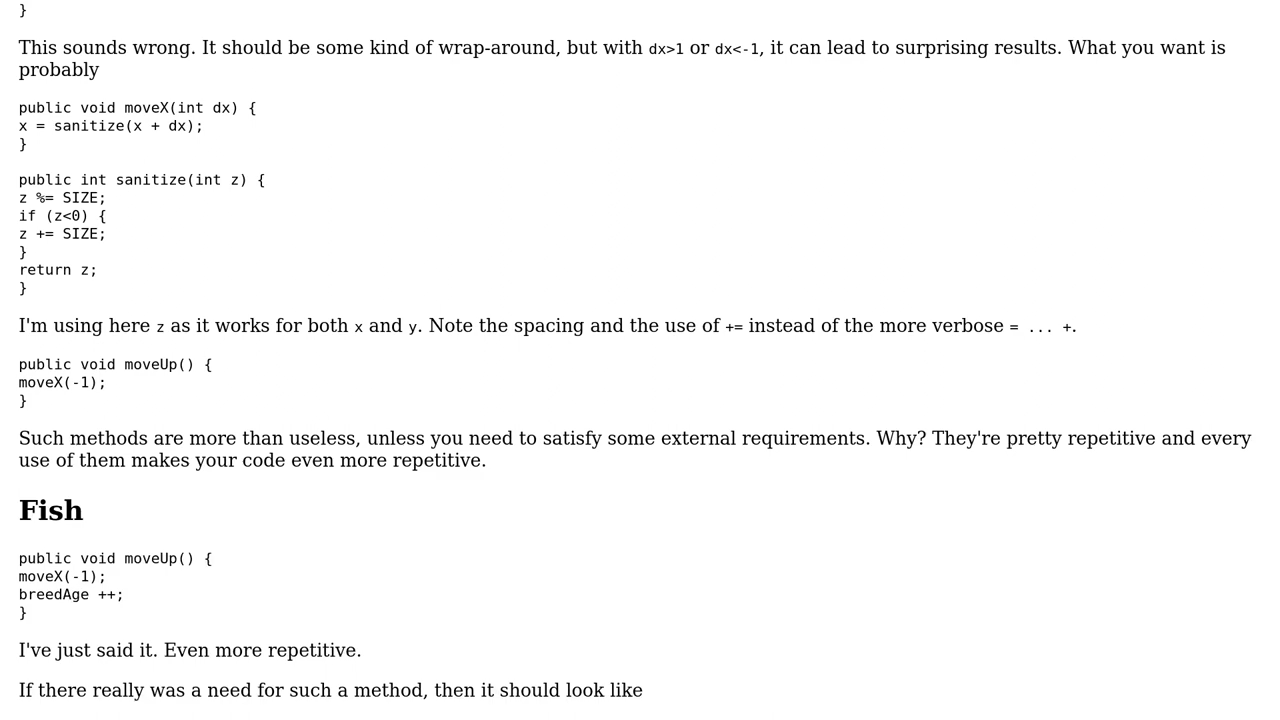 }
This sounds wrong. It should be some kind of wrap-around, but with dx>1 or dx<-1, it can lead to surprising results. What you want is
probably
public void moveX(int dx) {
x = sanitize(x + dx);
}
public int sanitize(int z) {
z %= SIZE;
if (z<0) {
z += SIZE;
}
return z;
}
I'm using here z as it works for both x and y. Note the spacing and the use of += instead of the more verbose = ... +.
public void moveUp() {
moveX(-1);
}
Such methods are more than useless, unless you need to satisfy some external requirements. Why? They're pretty repetitive and every
use of them makes your code even more repetitive.
Fish
public void moveUp() {
moveX(-1);
breedAge ++;
}
I've just said it. Even more repetitive.
If there really was a need for such a method, then it should look like